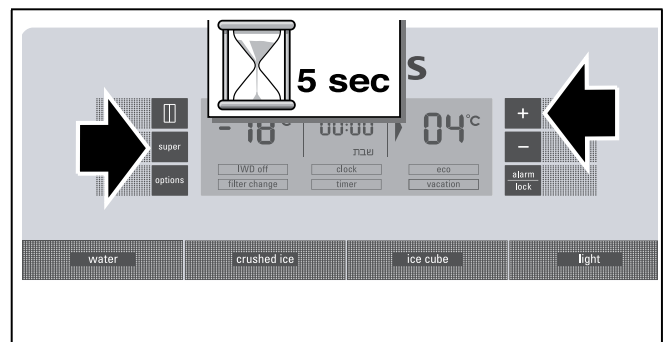 5 sec
S
super
options
- 18°
00:00
04°C
שבת
IWD off
clock
eco
filter change
timer
vacation
+
−
alarm
lock
water
crushed ice
ice cube
light